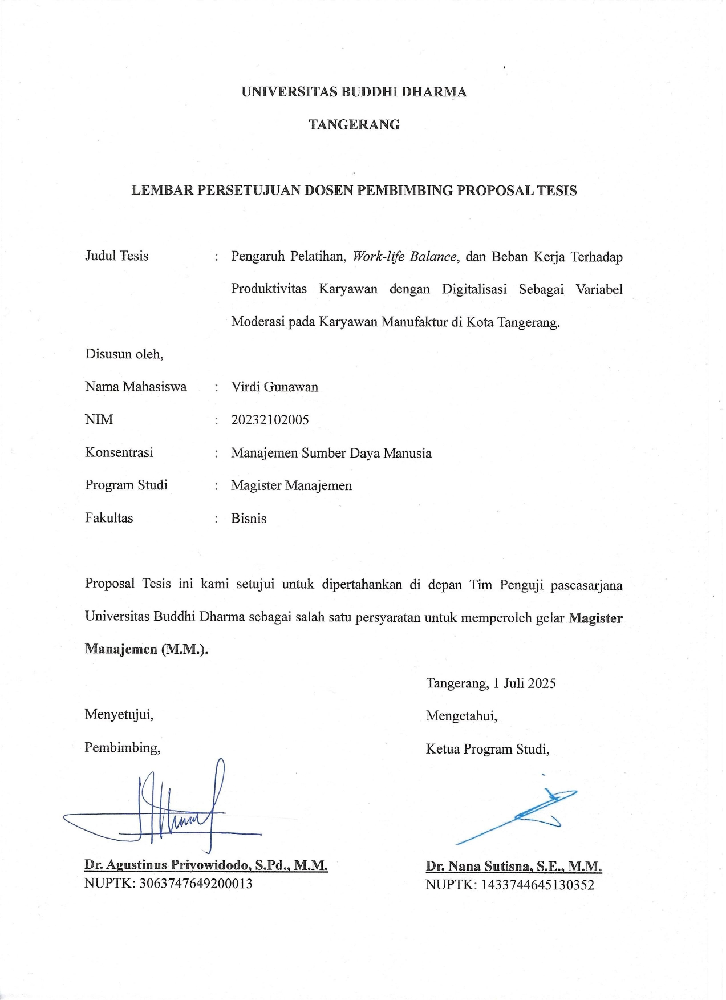 UNIVERSITAS BUDDHI DHARMA
TANGERANG
LEMBAR PERSETUJUAN DOSEN PEMBIMBING PROPOSAL TESIS
Judul Tesis : Pengaruh Pelatihan, Work-life Balance, dan Beban Kerja Terhadap
Produktivitas Karyawan dengan Digitalisasi Sebagai Variabel
Moderasi pada Karyawan Manufaktur di Kota Tangerang.
Disusun oleh,
Nama Mahasiswa : Virdi Gunawan
NIM : 20232102005
Konsentrasi : Manajemen Sumber Daya Manusia
Program Studi : Magister Manajemen
Fakultas : Bisnis
Proposal Tesis ini kami setujui untuk dipertahankan di depan Tim Penguji pascasarjana
Universitas Buddhi Dharma sebagai salah satu persyaratan untuk memperoleh gelar Magister
Manajemen (M.M.).
Tangerang, 1 Juli 2025
Menyetujui, Mengetahui,
Pembimbing, Ketua Program Studi,
Dr. Agustinus Priyowidodo, S.Pd., M.M. Dr. Nana Sutisna, S.E., M.M.
NUPTK: 3063747649200013 NUPTK: 1433744645130352